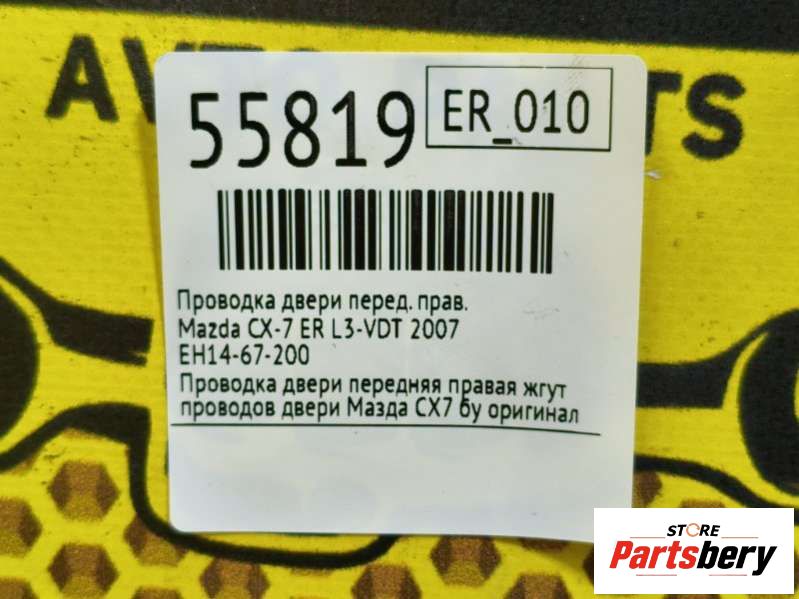 55819
ER_010
Проводка двери перед. прав.
Mazda CX-7 ER L3-VDT 2007
EH14-67-200
Проводка двери передняя правая жгут
проводов двери Мазда СХ7 бу оригинал
STORE
Partsbery